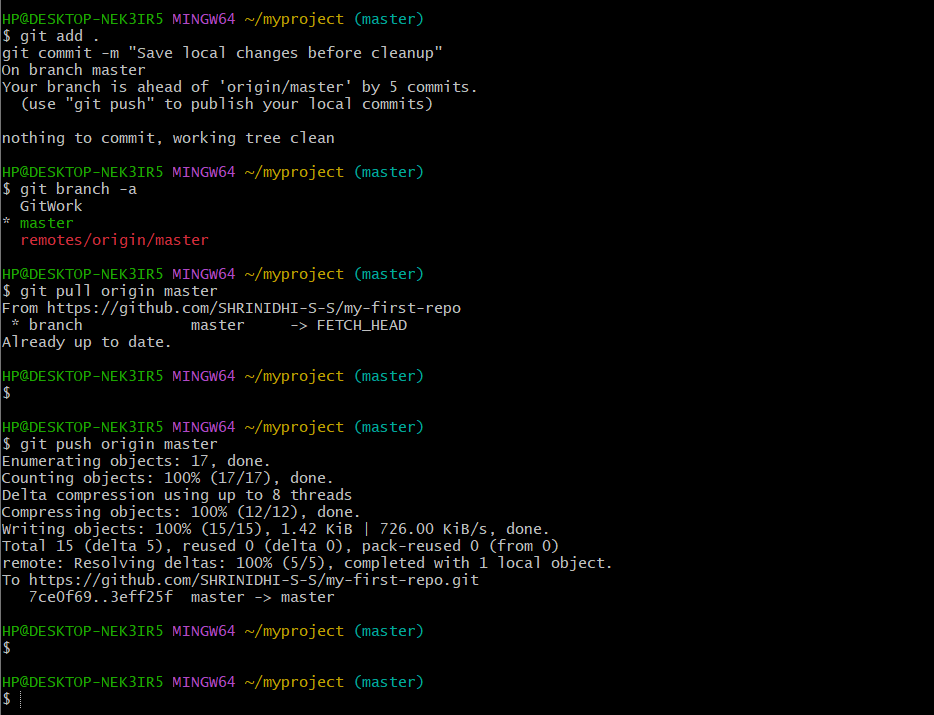 HP@DESKTOP-NEK3IR5 MINGW64 ~/myproject (master)
$ git add .
git commit -m "Save local changes before cleanup"
On branch master
Your branch is ahead of 'origin/master' by 5 commits.
  (use "git push" to publish your local commits)

nothing to commit, working tree clean

HP@DESKTOP-NEK3IR5 MINGW64 ~/myproject (master)
$ git branch -a
  GitWork
* master
  remotes/origin/master

HP@DESKTOP-NEK3IR5 MINGW64 ~/myproject (master)
$ git pull origin master
From https://github.com/SHRINIDHI-S-S/my-first-repo
 * branch            master     -> FETCH_HEAD
Already up to date.

HP@DESKTOP-NEK3IR5 MINGW64 ~/myproject (master)
$

HP@DESKTOP-NEK3IR5 MINGW64 ~/myproject (master)
$ git push origin master
Enumerating objects: 17, done.
Counting objects: 100% (17/17), done.
Delta compression using up to 8 threads
Compressing objects: 100% (12/12), done.
Writing objects: 100% (15/15), 1.42 KiB | 726.00 KiB/s, done.
Total 15 (delta 5), reused 0 (delta 0), pack-reused 0 (from 0)
remote: Resolving deltas: 100% (5/5), completed with 1 local object.
To https://github.com/SHRINIDHI-S-S/my-first-repo.git
   7ce0f69..3eff25f  master -> master

HP@DESKTOP-NEK3IR5 MINGW64 ~/myproject (master)
$

HP@DESKTOP-NEK3IR5 MINGW64 ~/myproject (master)
$